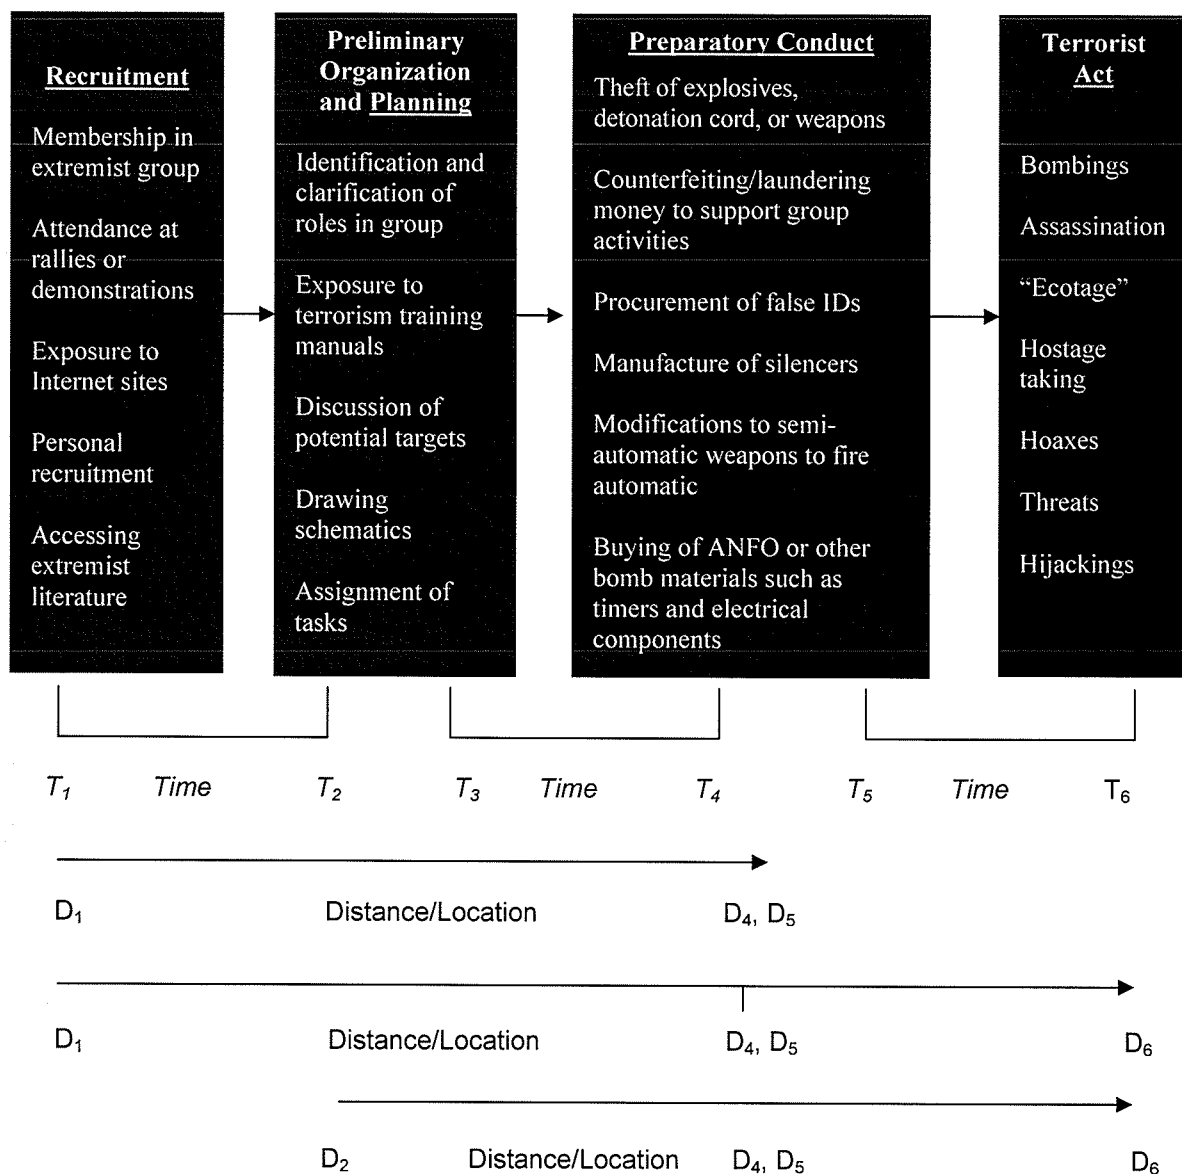 Recruitment
Membership in
extremist group
Attendance at
rallies or
demonstrations
Exposure to
Internet sites
Personal
recruitment
Accessing
extremist
literature
Preliminary
Organization
and Planning
Identification and
clarification of
roles in group
Exposure to
terrorism training
manuals
Discussion of
potential targets
Drawing
schematics
Assignment of
tasks
Preparatory Conduct
Theft of explosives,
detonation cord, or weapons
Counterfeiting/laundering
money to support group
activities
Procurement of false IDs
Manufacture of silencers
Modifications to semi-
automatic weapons to fire
automatic
Buying of ANFO or other
bomb materials such as
timers and electrical
components
Terrorist
Act
Bombings
Assassination
“Ecotage”
Hostage
taking
Hoaxes
Threats
Hijackings
T1 Time T2 T3 Time T4 T5 Time T6
D1 Distance/Location D4, D5
D1 Distance/Location D4, D5 D6
D2 Distance/Location D4, D5 D6